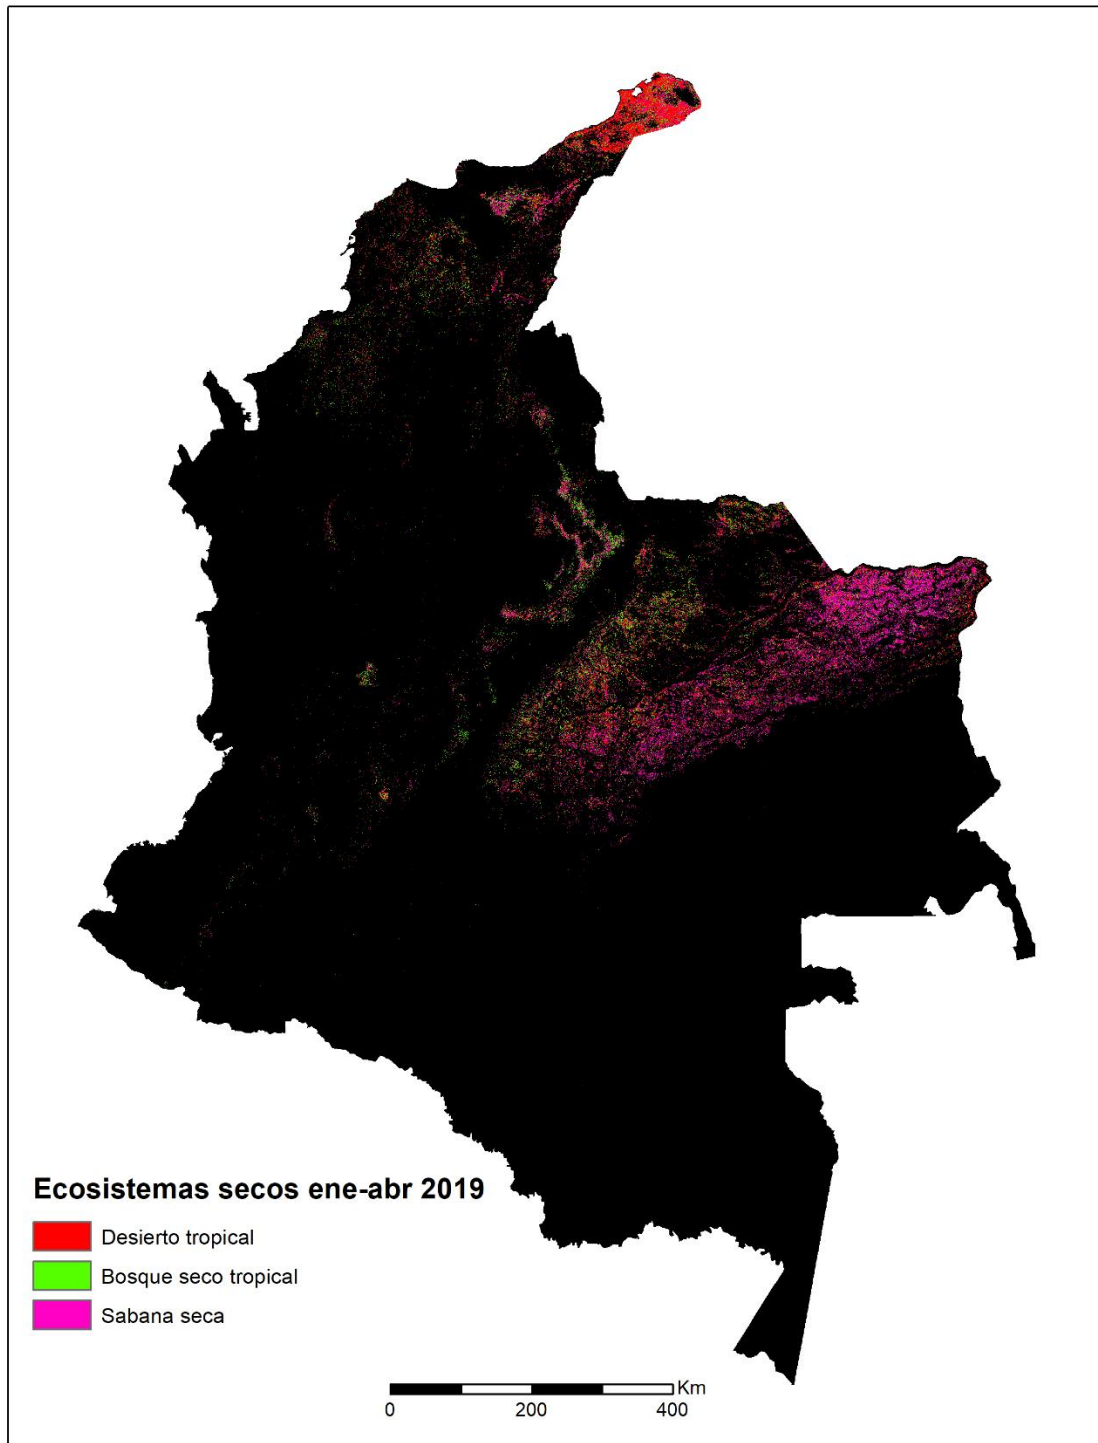 Ecosistemas secos ene-abr 2019
Desierto tropical
Bosque seco tropical
Sabana seca
Km
0 200 400